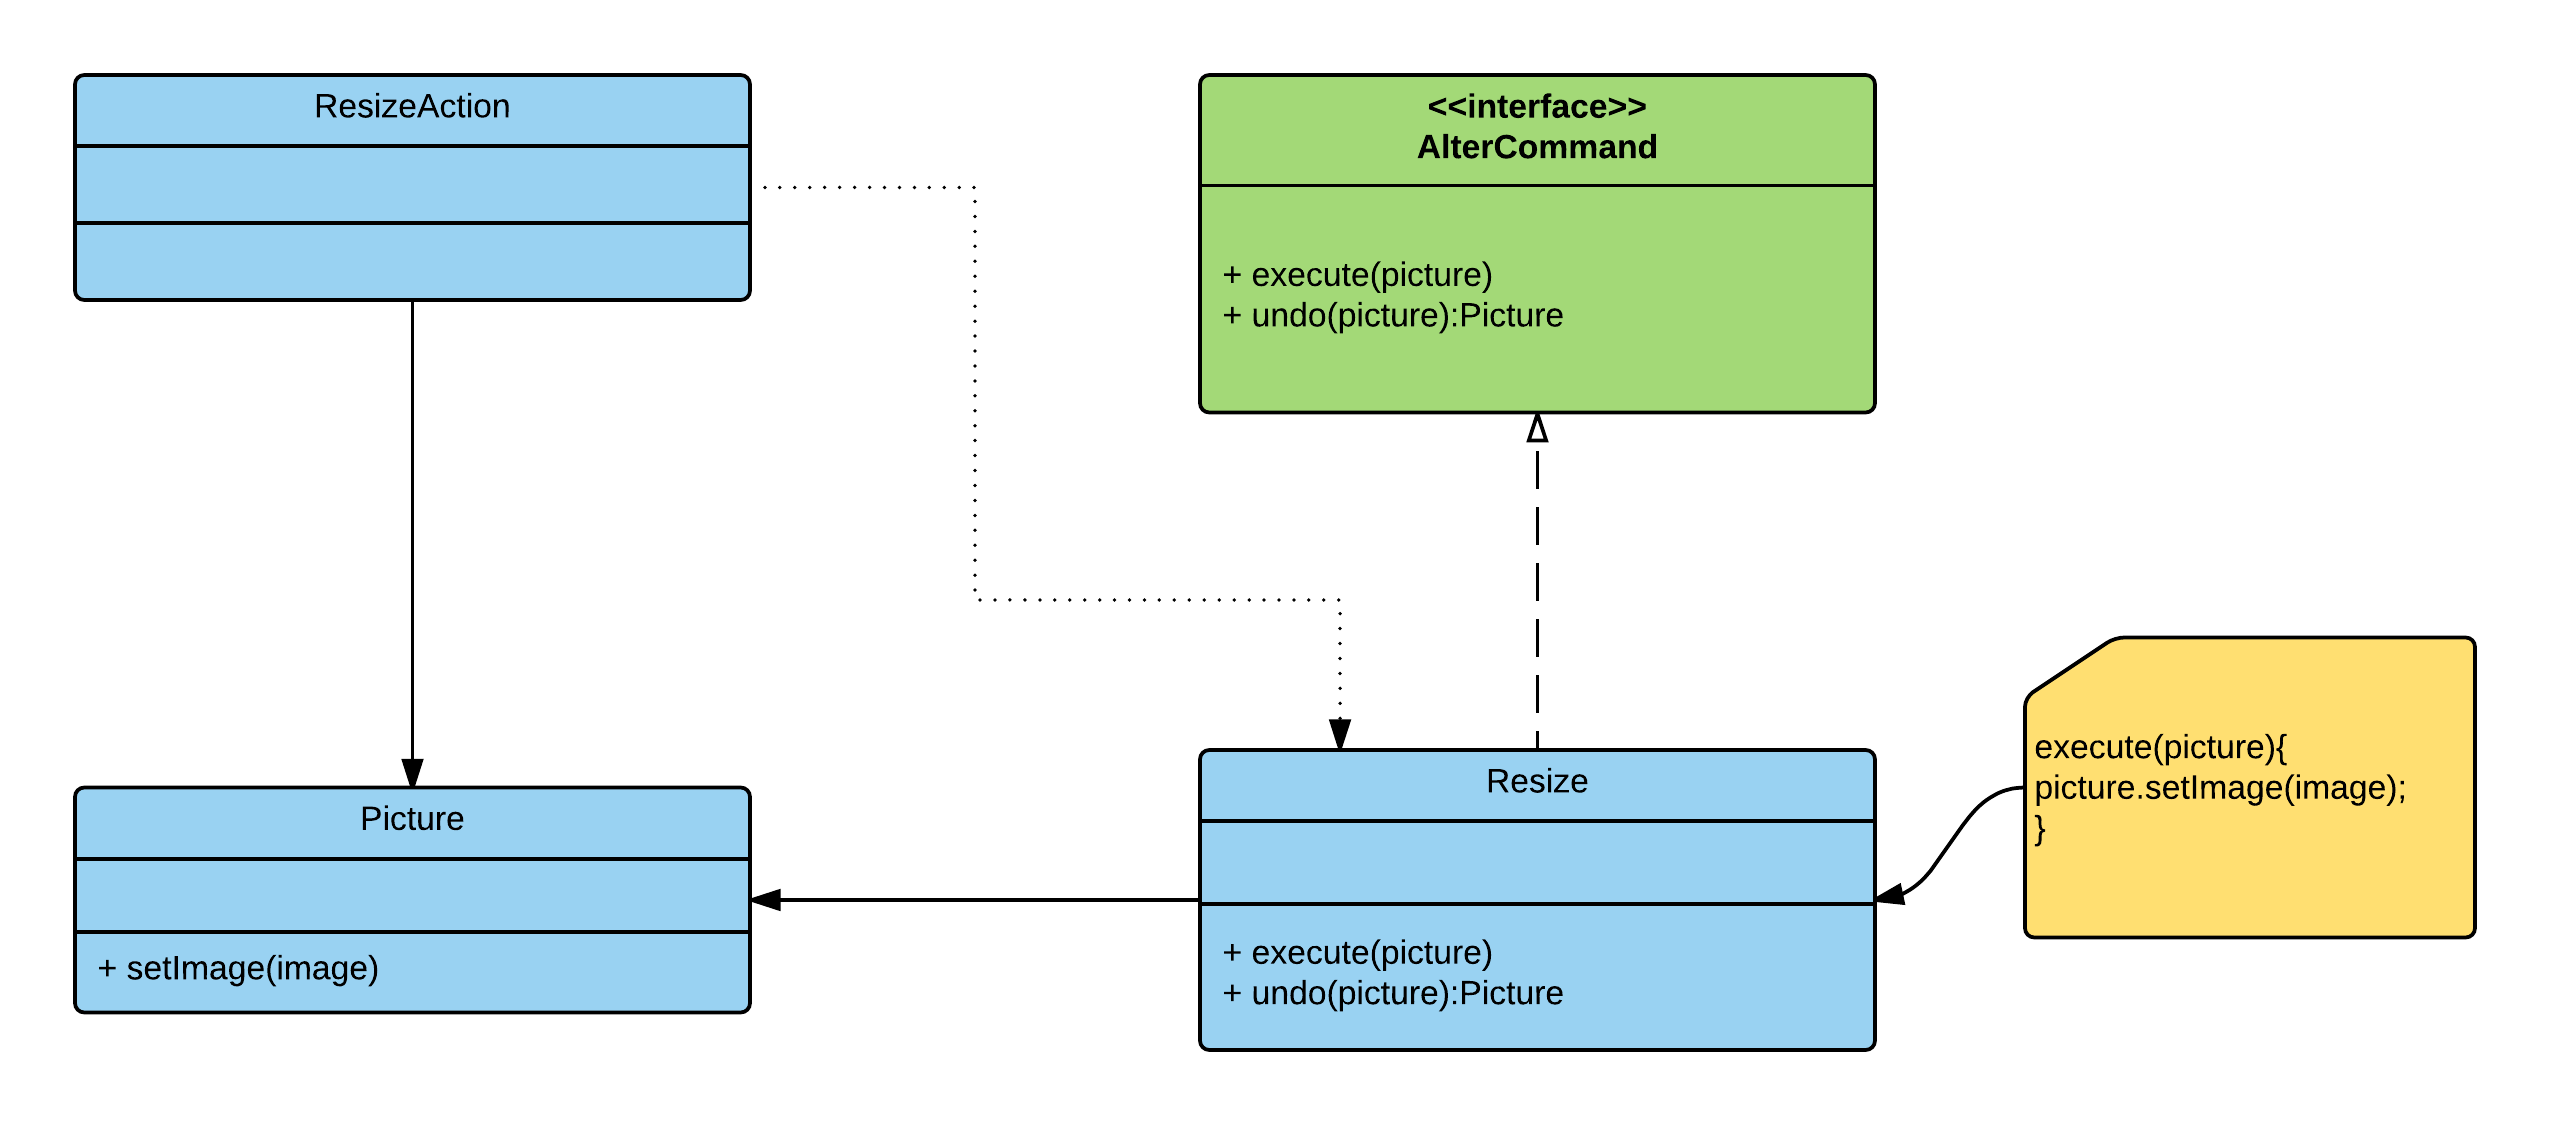 ResizeAction
<<interface>>
AlterCommand
+ execute(picture)
+ undo(picture):Picture
Picture
+ setImage(image)
Resize
+ execute(picture)
+ undo(picture):Picture
execute(picture){
picture.setImage(image);
}